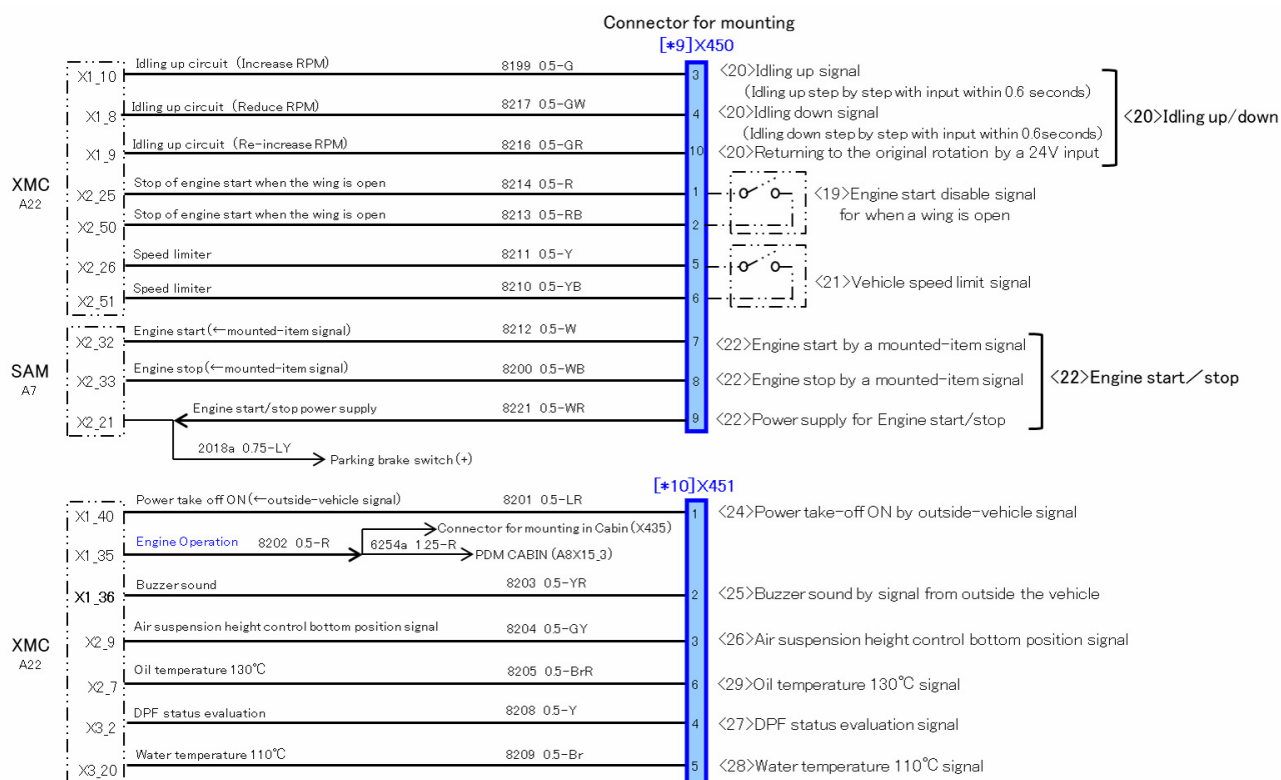 Connector for mounting
[*9]X450
X1_10 Idling up circuit (Increase RPM) 8199 0.5-G 3 <20>Idling up signal
(Idling up step by step with input within 0.6 seconds)
X1_8 Idling up circuit (Reduce RPM) 8217 0.5-GW 4 <20>Idling down signal
<20>Idling up/down
(Idling down step by step with input within 0.6seconds)
X1_9 Idling up circuit (Re-increase RPM) 8216 0.5-GR 10 <20>Returning to the original rotation by a 24V input
XMC
A22
X2_25 Stop of engine start when the wing is open 8214 0.5-R 1 <19>Engine start disable signal
for when a wing is open
X2_50 Stop of engine start when the wing is open 8213 0.5-RB 2
X2_26 Speed limiter 8211 0.5-Y 5
<21>Vehicle speed limit signal
X2_51 Speed limiter 8210 0.5-YB 6
X2_32 Engine start(←mounted-item signal) 8212 0.5-W 7 <22>Engine start by a mounted-item signal
SAM
A7
X2_33 Engine stop(←mounted-item signal) 8200 0.5-WB 8 <22>Engine stop by a mounted-item signal
<22>Engine start／stop
X2_21 Engine start/stop power supply 8221 0.5-WR 9 <22>Power supply for Engine start/stop
2018a 0.75-LY Parking brake switch(+)
[*10]X451
X1_40 Power take off ON(←outside-vehicle signal) 8201 0.5-LR 1 <24>Power take-off ON by outside-vehicle signal
Connector for mounting in Cabin(X435)
X1_35 Engine Operation 8202 0.5-R 6254a 1.25-R PDM CABIN (A8X15_3)
X1_36 Buzzer sound 8203 0.5-YR 2 <25>Buzzer sound by signal from outside the vehicle
XMC
A22
X2_9 Air suspension height control bottom position signal 8204 0.5-GY 3 <26>Air suspension height control bottom position signal
X2_7 Oil temperature 130℃ 8205 0.5-BrR 6 <29>Oil temperature 130℃ signal
X3_2 DPF status evaluation 8208 0.5-Y 4 <27>DPF status evaluation signal
X3_20 Water temperature 110℃ 8209 0.5-Br 5 <28>Water temperature 110℃ signal